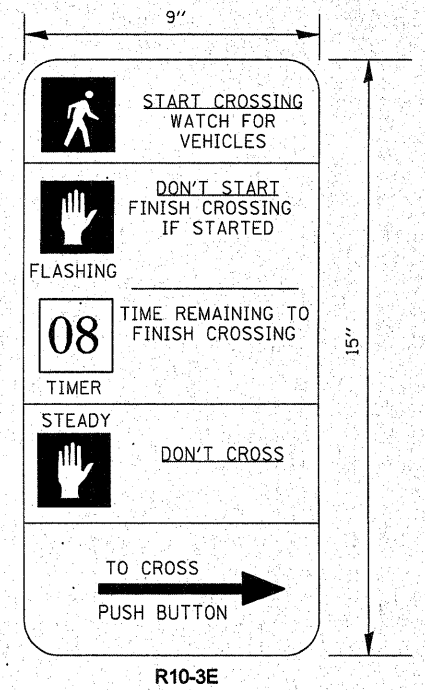 9"
START CROSSING
WATCH FOR
VEHICLES
DON'T START
FINISH CROSSING
IF STARTED
FLASHING
08
TIME REMAINING TO
FINISH CROSSING
TIMER
STEADY
DON'T CROSS
TO CROSS
PUSH BUTTON
15"
R10-3E